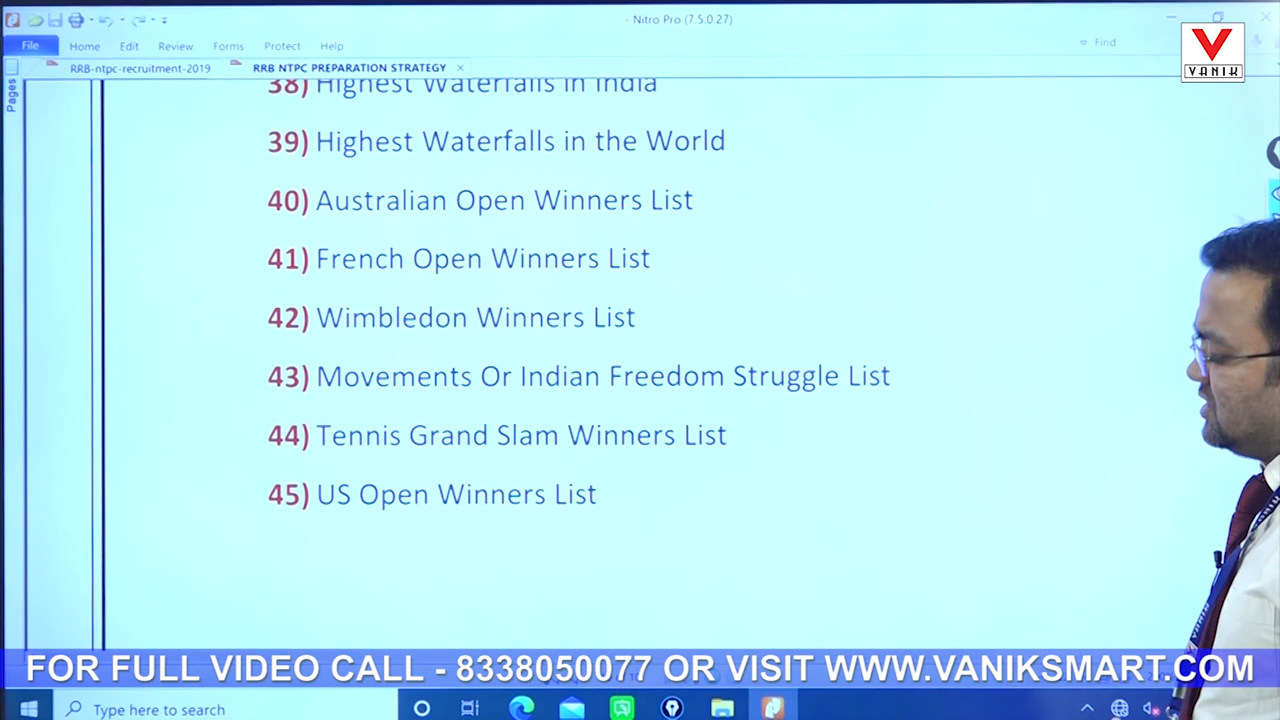 - Nitro Pro (7.5.0.27)
File Home Edit Review Forms Protect Help
Find
RRB-ntpc-recruitment-2019 RRB NTPC PREPARATION STRATEGY ×
Pages
38) Highest Waterfalls in India
39) Highest Waterfalls in the World
40) Australian Open Winners List
41) French Open Winners List
42) Wimbledon Winners List
43) Movements Or Indian Freedom Struggle List
44) Tennis Grand Slam Winners List
45) US Open Winners List
VANIK
FOR FULL VIDEO CALL - 8338050077 OR VISIT WWW.VANIKSMART.COM
Type here to search